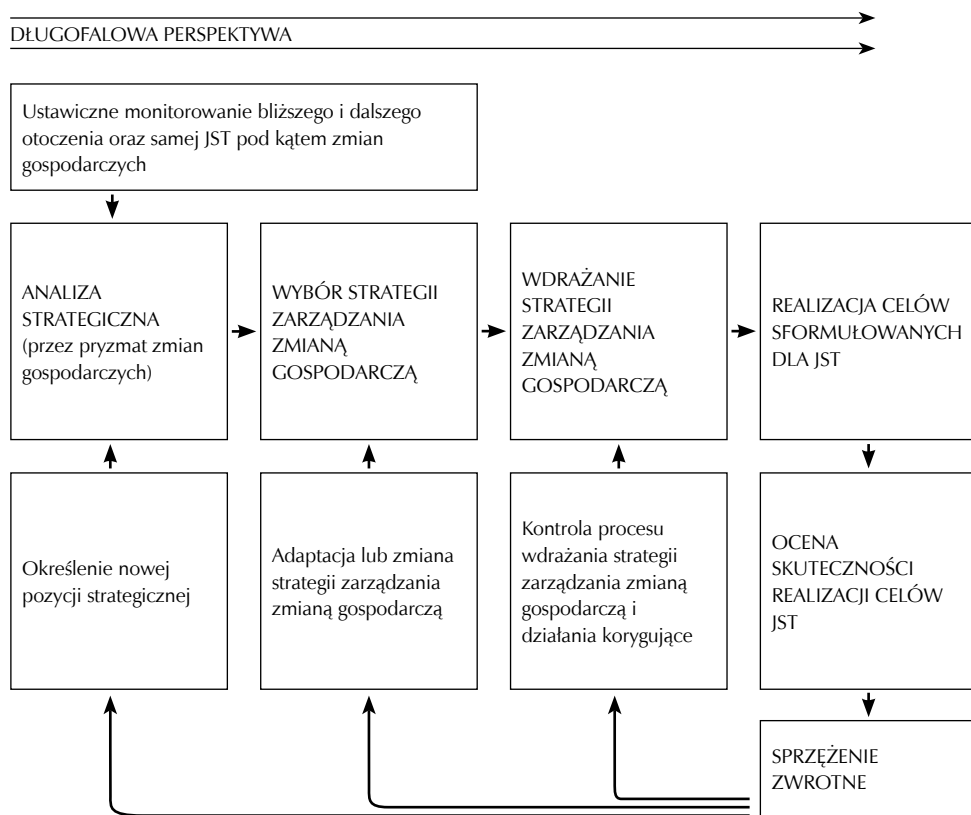 DŁUGOFALOWA PERSPEKTYWA
Ustawiczne monitorowanie bliższego i dalszego
otoczenia oraz samej JST pod kątem zmian
gospodarczych
ANALIZA
STRATEGICZNA
(przez pryzmat zmian
gospodarczych)
WYBÓR STRATEGII
ZARZĄDZANIA
ZMIANĄ
GOSPODARCZĄ
WDRAŻANIE
STRATEGII
ZARZĄDZANIA
ZMIANĄ
GOSPODARCZĄ
REALIZACJA CELÓW
SFORMUŁOWANYCH
DLA JST
Określenie nowej
pozycji strategicznej
Adaptacja lub zmiana
strategii zarządzania
zmianą gospodarczą
Kontrola procesu
wdrażania strategii
zarządzania zmianą
gospodarczą i
działania korygujące
OCENA
SKUTECZNOŚCI
REALIZACJI CELÓW
JST
SPRZĘŻENIE
ZWROTNE